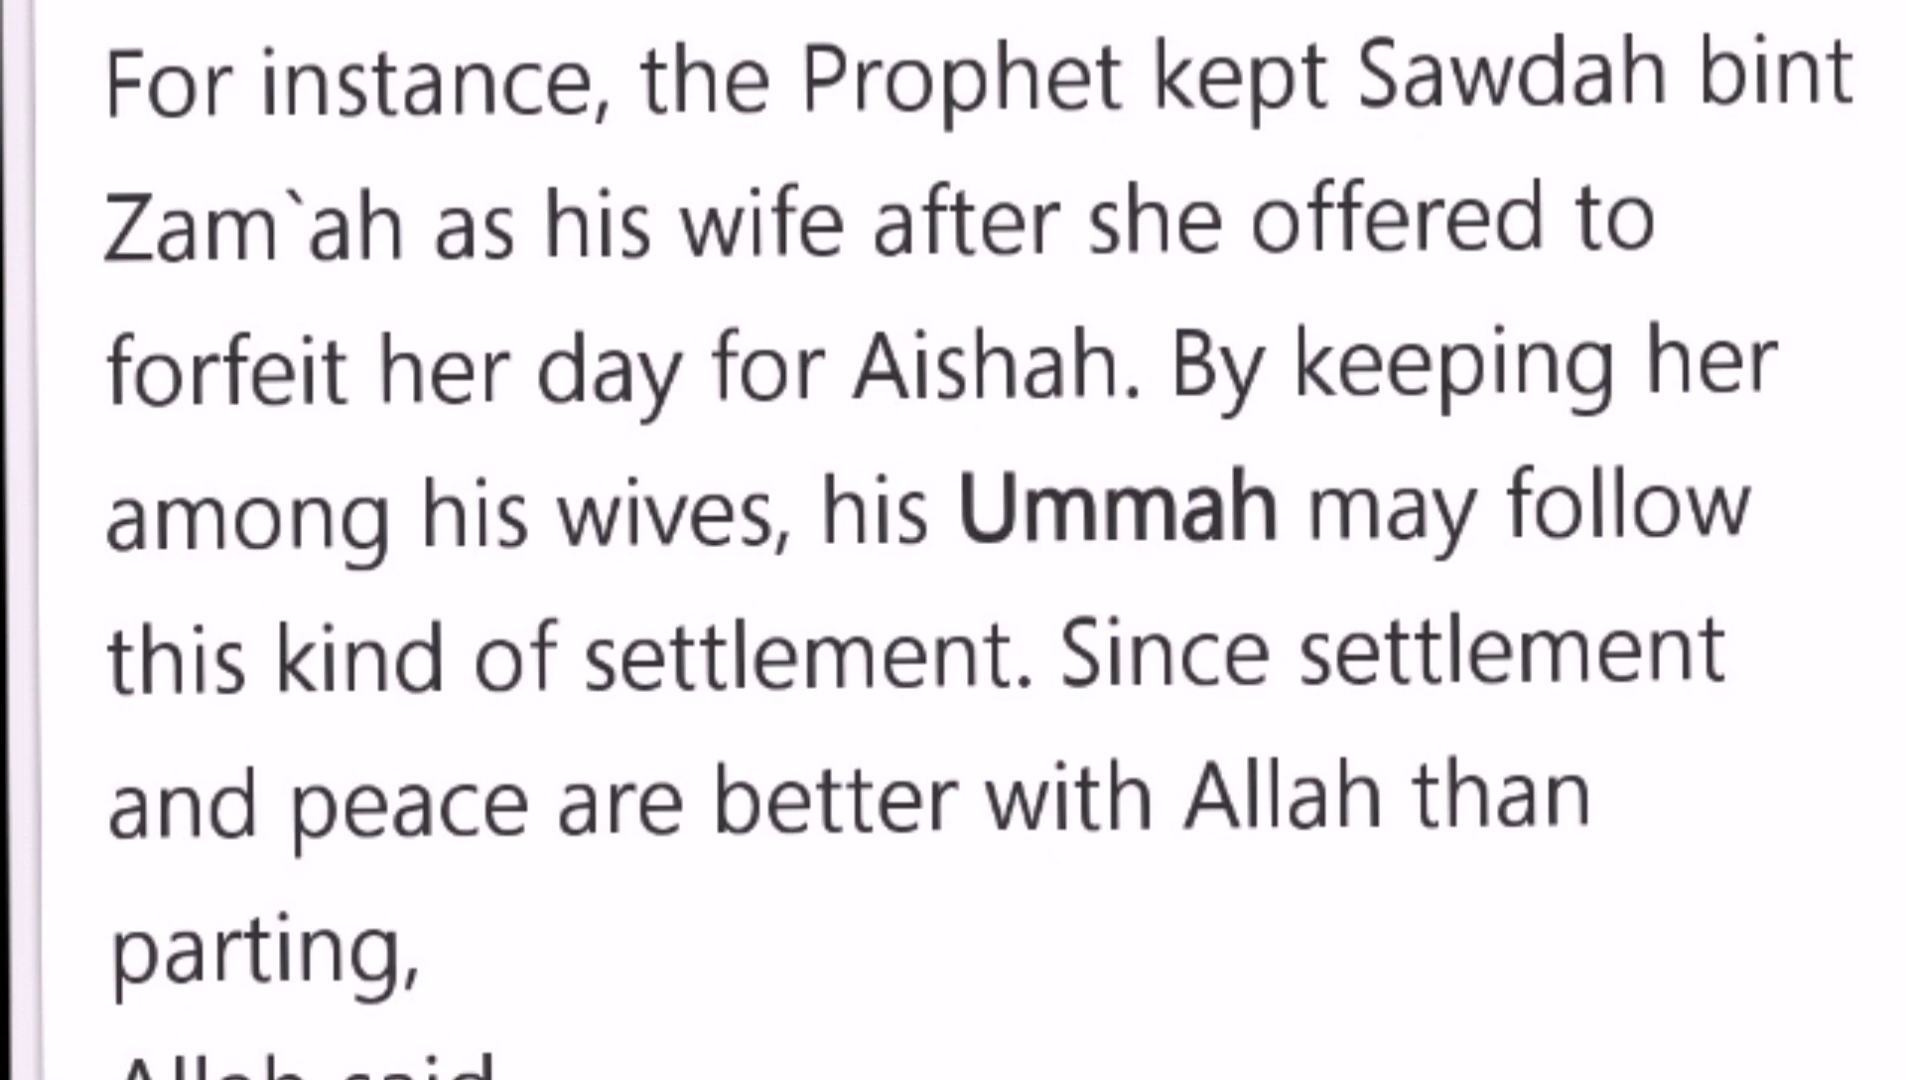 For instance, the Prophet kept Sawdah bint
Zam`ah as his wife after she offered to
forfeit her day for Aishah. By keeping her
among his wives, his Ummah may follow
this kind of settlement. Since settlement
and peace are better with Allah than
parting,
Allah said